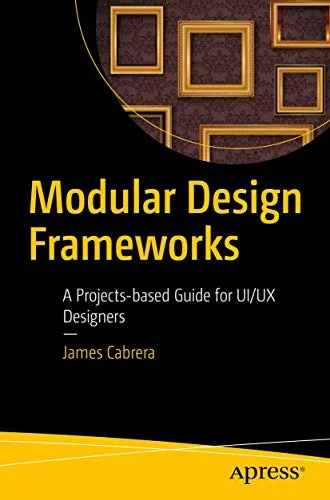 Modular Design
Frameworks
A Projects-based Guide for UI/UX
Designers
—
James Cabrera
Apress®